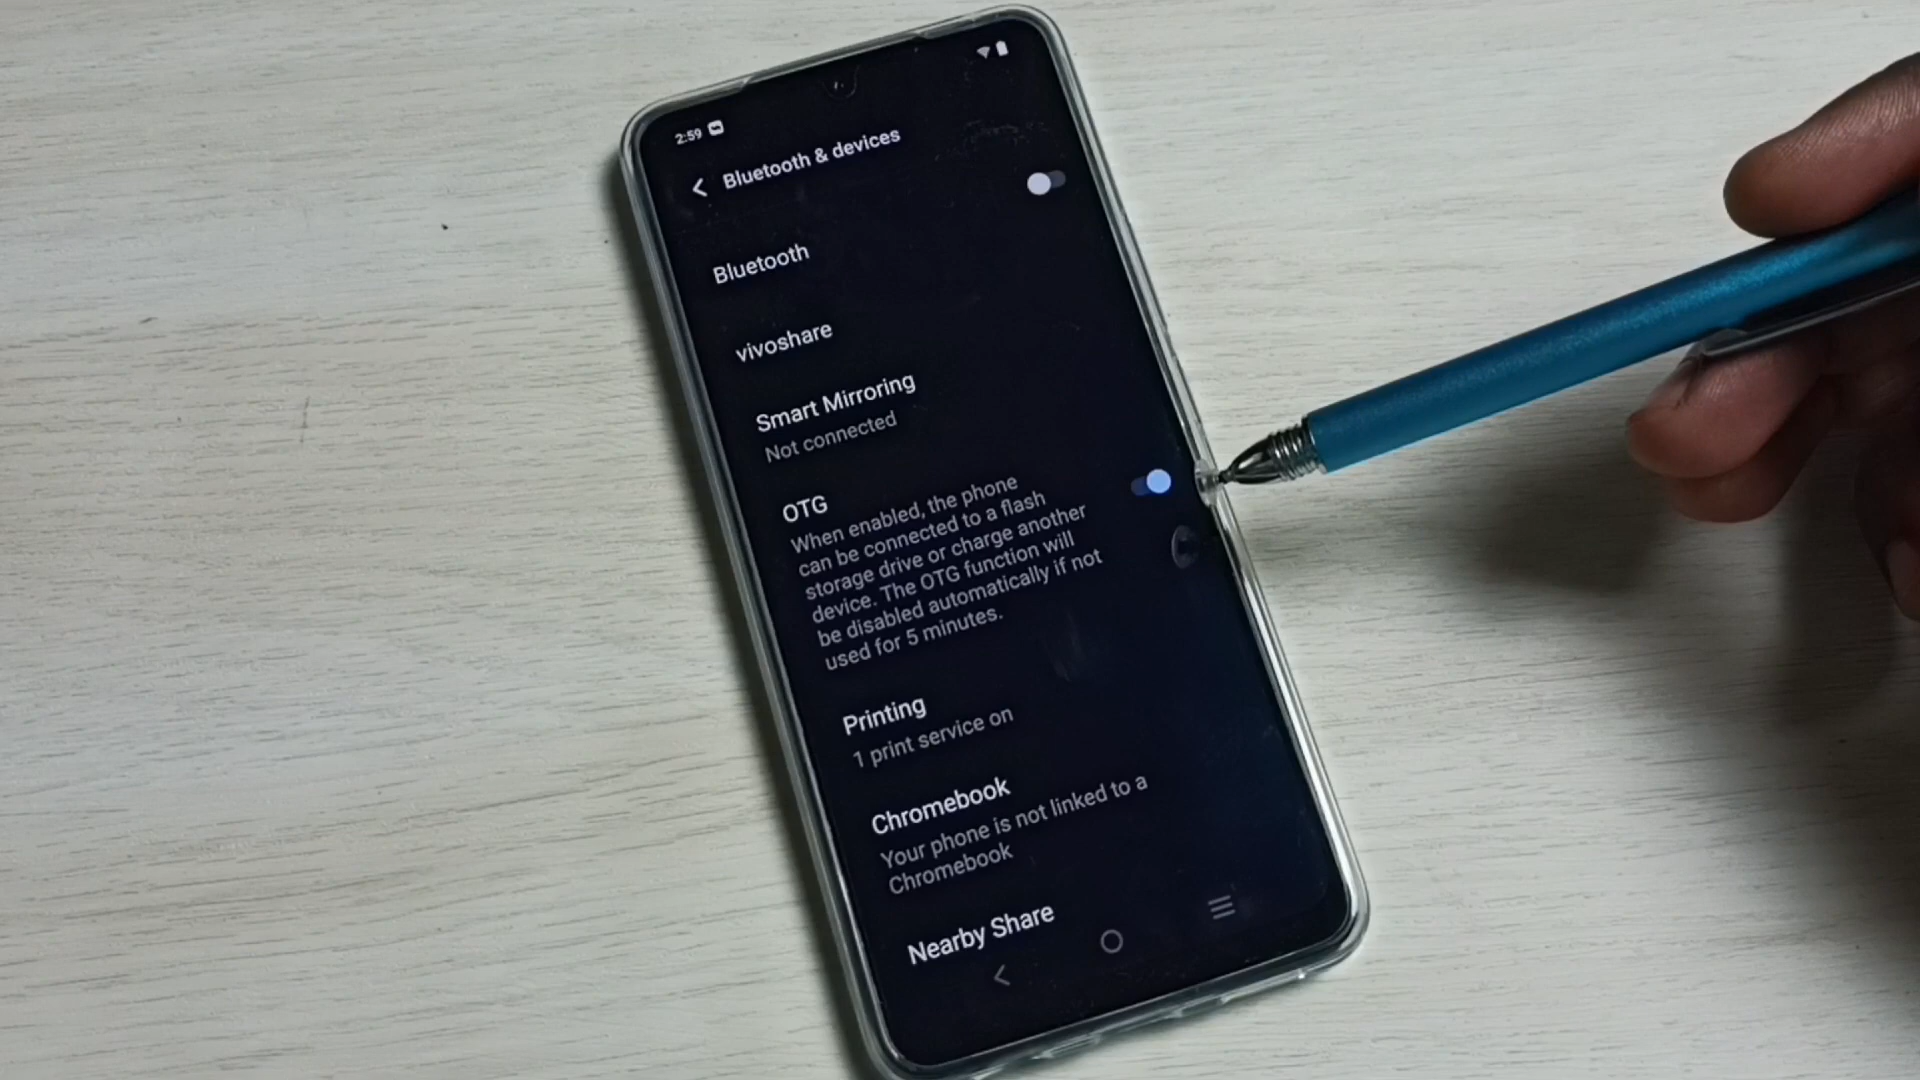 2:59
Bluetooth & devices
Bluetooth
vivoshare
Smart Mirroring
Not connected
OTG
When enabled, the phone
can be connected to a flash
storage drive or charge another
device. The OTG function will
be disabled automatically if not
used for 5 minutes.
Printing
1 print service on
Chromebook
Your phone is not linked to a
Chromebook
Nearby Share